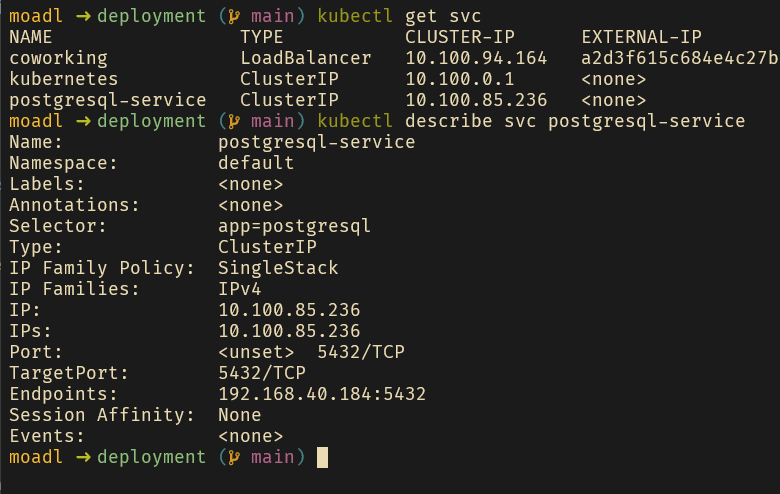 moadl → deployment ( main) kubectl get svc
NAME TYPE CLUSTER-IP EXTERNAL-IP
coworking LoadBalancer 10.100.94.164 a2d3f615c684e4c27b
kubernetes ClusterIP 10.100.0.1 <none>
postgresql-service ClusterIP 10.100.85.236 <none>
moadl → deployment ( main) kubectl describe svc postgresql-service
Name: postgresql-service
Namespace: default
Labels: <none>
Annotations: <none>
Selector: app=postgresql
Type: ClusterIP
IP Family Policy: SingleStack
IP Families: IPv4
IP: 10.100.85.236
IPs: 10.100.85.236
Port: <unset> 5432/TCP
TargetPort: 5432/TCP
Endpoints: 192.168.40.184:5432
Session Affinity: None
Events: <none>
moadl → deployment ( main)